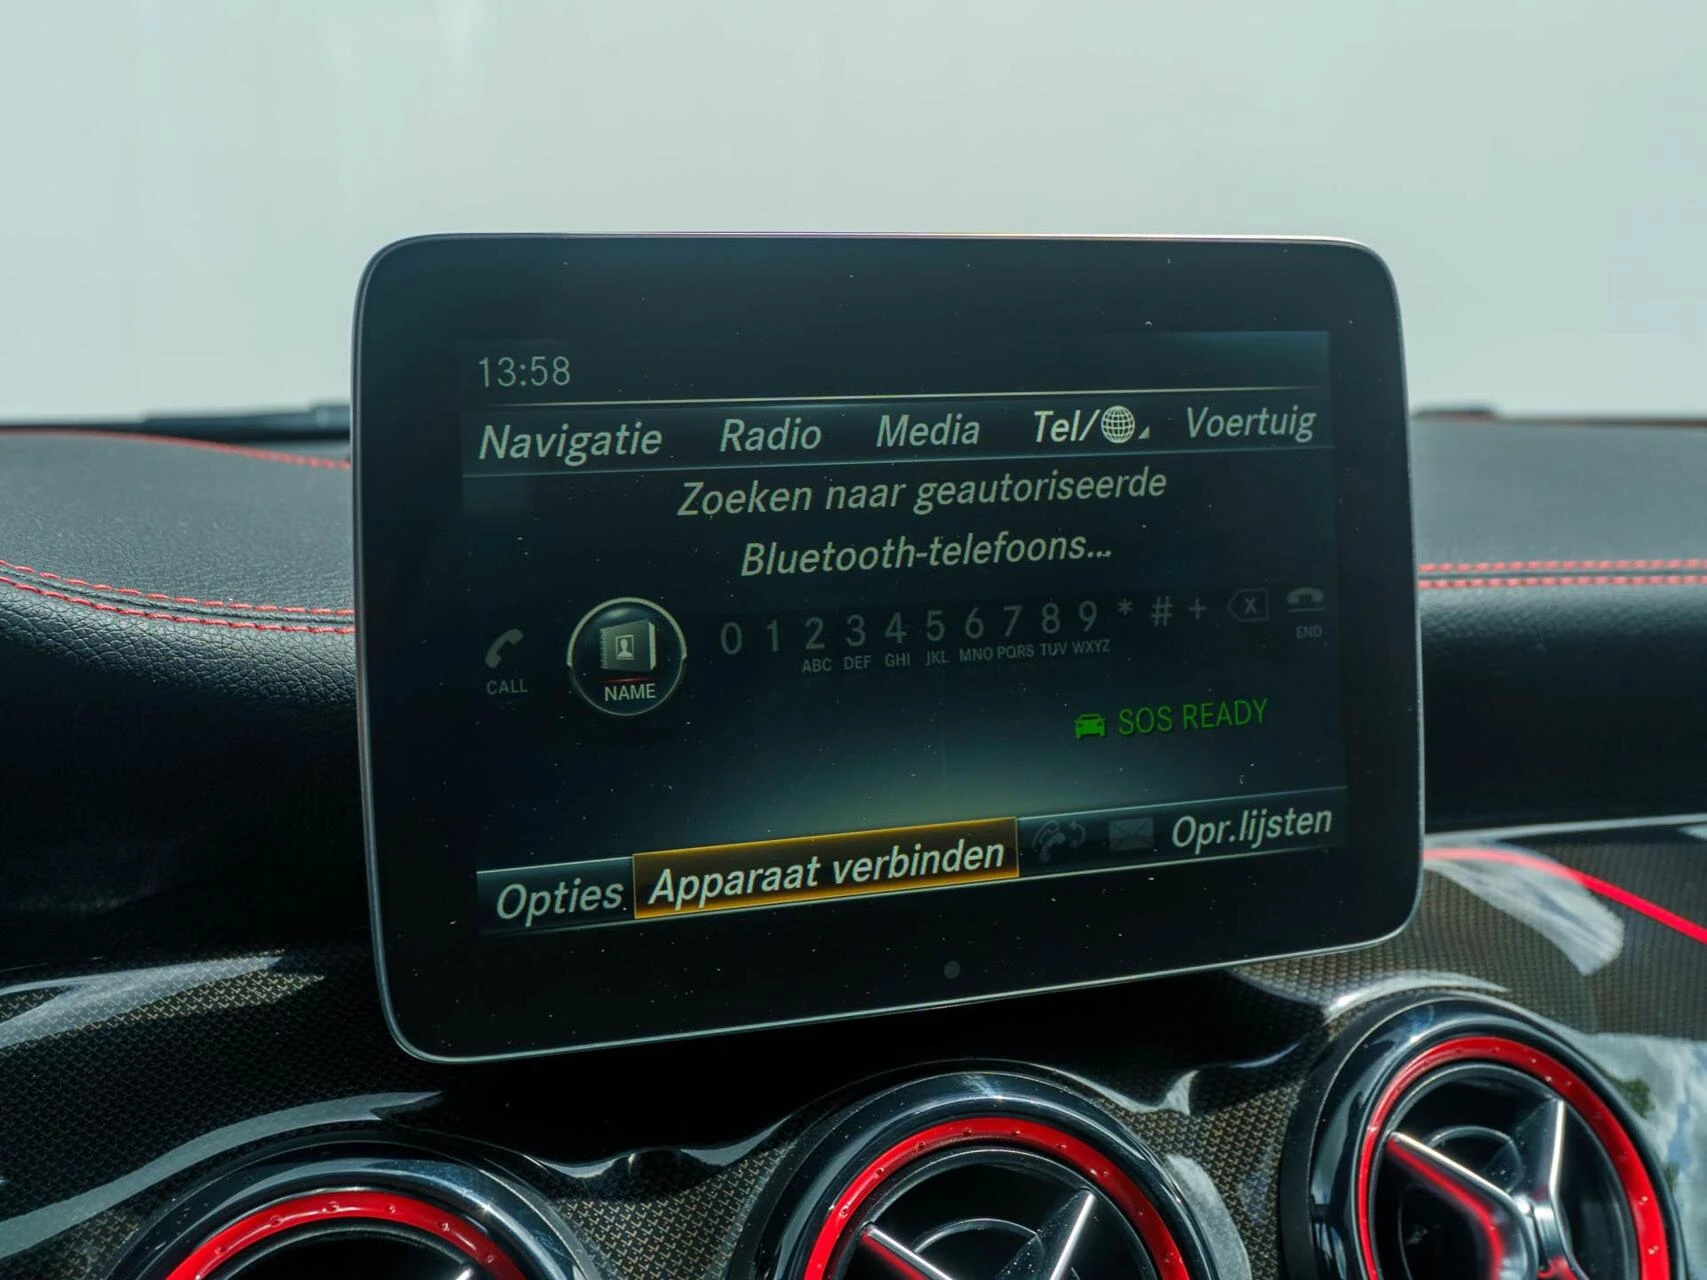 13:58
Navigatie Radio Media Tel/ Voertuig
Zoeken naar geautoriseerde
Bluetooth-telefoons...
CALL NAME 0 1 2 3 4 5 6 7 8 9 * # + X END
ABC DEF GHI JKL MNO PQRS TUV WXYZ
SOS READY
Opties Apparaat verbinden Opr.lijsten